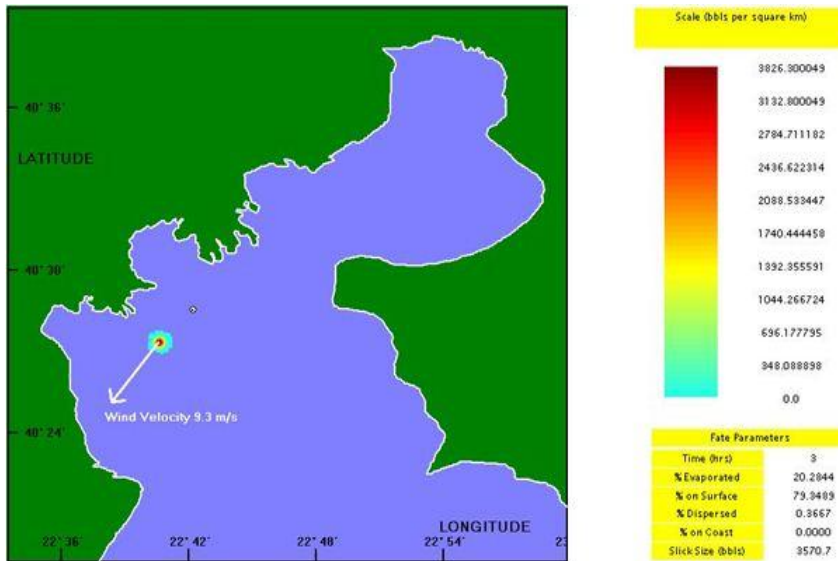 Scale (bbls per square km)
40°36'
LATITUDE
40°30'
Wind Velocity 9.3 m/s
40°24'
LONGITUDE
22°36'
22°42'
22°48'
22°54'
23
3826.300049
3132.800049
2784.711182
2436.622314
2088.533447
1740.444458
1392.355591
1044.266724
696.177795
348.088898
0.0
Fate Parameters
Time (hrs) 3
% Evaporated 20.2844
% on Surface 79.3489
% Dispersed 0.3667
% on Coast 0.0000
Slick Size (bbls) 3570.7